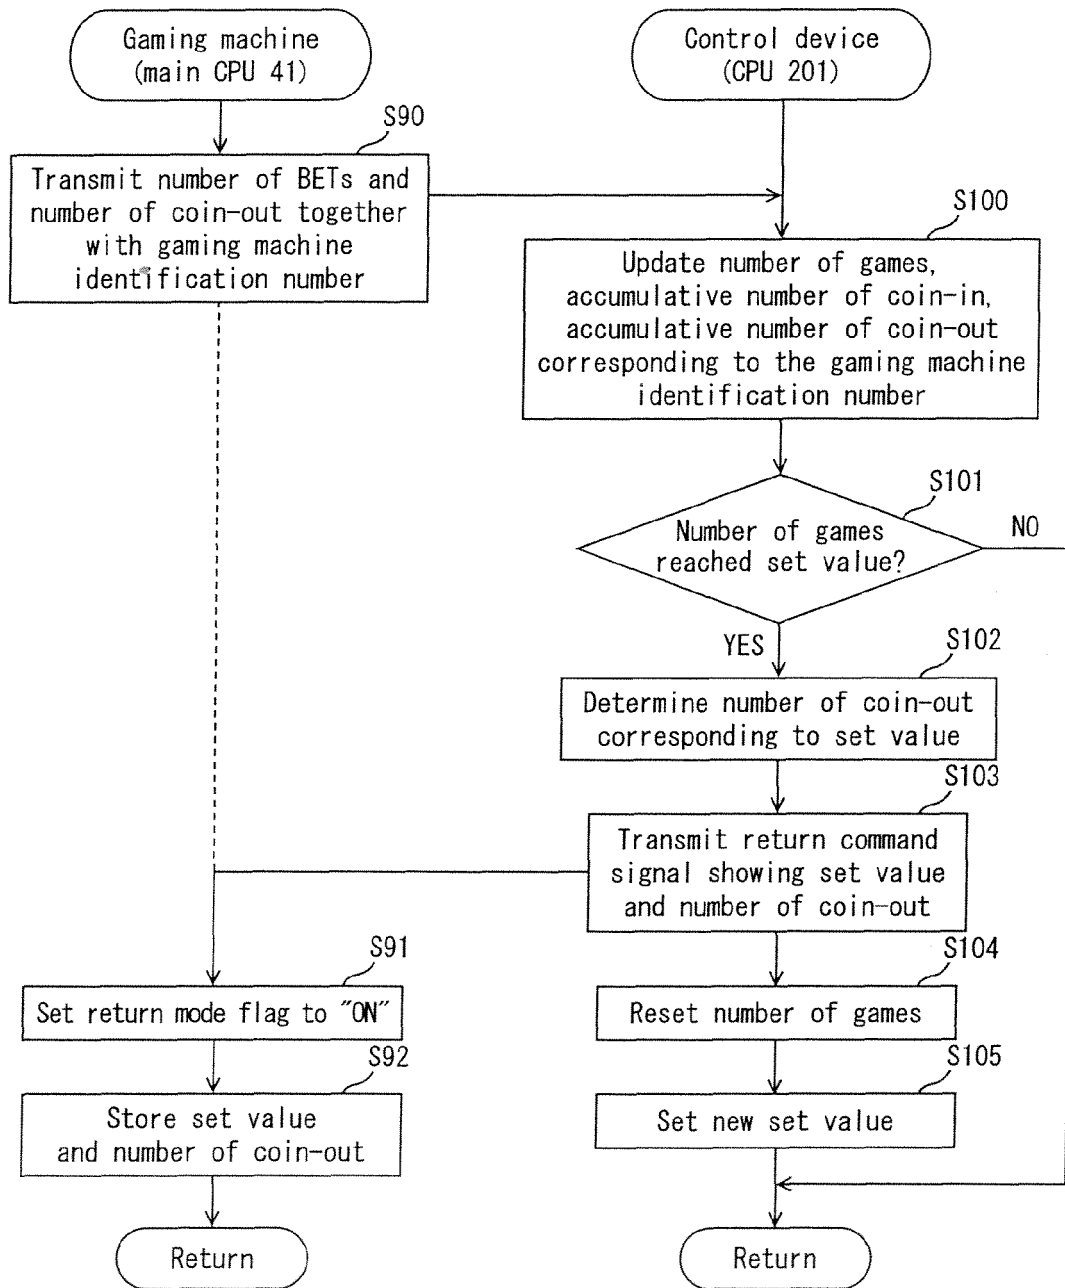 Gaming machine
(main CPU 41)
Control device
(CPU 201)
S90
Transmit number of BETs and
number of coin-out together
with gaming machine
identification number
S100
Update number of games,
accumulative number of coin-in,
accumulative number of coin-out
corresponding to the gaming machine
identification number
S101
Number of games
reached set value?
NO
YES
S102
Determine number of coin-out
corresponding to set value
S103
Transmit return command
signal showing set value
and number of coin-out
S91
Set return mode flag to "ON"
S104
Reset number of games
S92
Store set value
and number of coin-out
S105
Set new set value
Return
Return